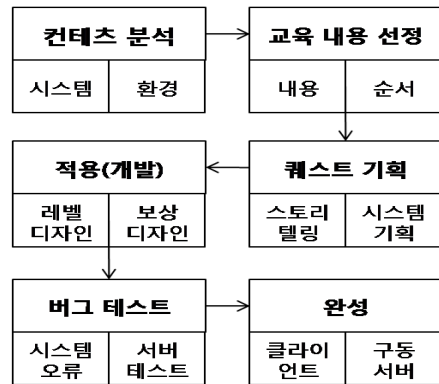 컨테츠 분석
시스템
환경
교육 내용 선정
내용
순서
퀘스트 기획
스토리
텔링
시스템
기획
적용(개발)
레벨
디자인
보상
디자인
버그 테스트
시스템
오류
서버
테스트
완성
클라이
언트
구동
서버